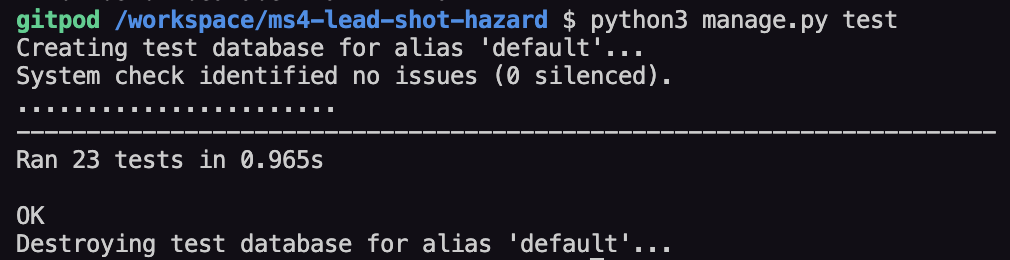 gitpod /workspace/ms4-lead-shot-hazard $ python3 manage.py test
Creating test database for alias 'default'...
System check identified no issues (0 silenced).
.......................
----------------------------------------------------------------------
Ran 23 tests in 0.965s

OK
Destroying test database for alias 'default'...